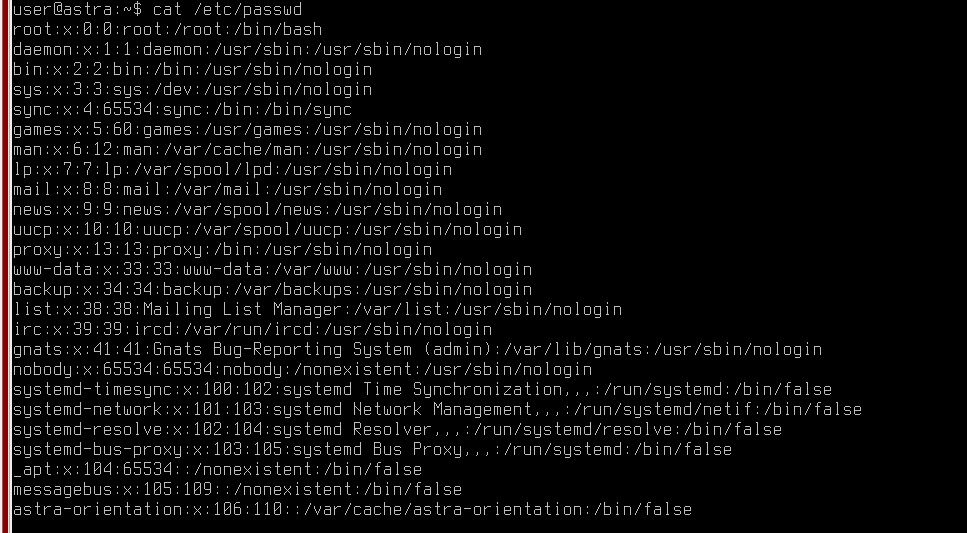 user@astra:~$ cat /etc/passwd
root:x:0:0:root:/root:/bin/bash
daemon:x:1:1:daemon:/usr/sbin:/usr/sbin/nologin
bin:x:2:2:bin:/bin:/usr/sbin/nologin
sys:x:3:3:sys:/dev:/usr/sbin/nologin
sync:x:4:65534:sync:/bin:/bin/sync
games:x:5:60:games:/usr/games:/usr/sbin/nologin
man:x:6:12:man:/var/cache/man:/usr/sbin/nologin
lp:x:7:7:lp:/var/spool/lpd:/usr/sbin/nologin
mail:x:8:8:mail:/var/mail:/usr/sbin/nologin
news:x:9:9:news:/var/spool/news:/usr/sbin/nologin
uucp:x:10:10:uucp:/var/spool/uucp:/usr/sbin/nologin
proxy:x:13:13:proxy:/bin:/usr/sbin/nologin
www-data:x:33:33:www-data:/var/www:/usr/sbin/nologin
backup:x:34:34:backup:/var/backups:/usr/sbin/nologin
list:x:38:38:Mailing List Manager:/var/list:/usr/sbin/nologin
irc:x:39:39:ircd:/var/run/ircd:/usr/sbin/nologin
gnats:x:41:41:Gnats Bug-Reporting System (admin):/var/lib/gnats:/usr/sbin/nologin
nobody:x:65534:65534:nobody:/nonexistent:/usr/sbin/nologin
systemd-timesync:x:100:102:systemd Time Synchronization,,,:/run/systemd:/bin/false
systemd-network:x:101:103:systemd Network Management,,,:/run/systemd/netif:/bin/false
systemd-resolve:x:102:104:systemd Resolver,,,:/run/systemd/resolve:/bin/false
systemd-bus-proxy:x:103:105:systemd Bus Proxy,,,:/run/systemd:/bin/false
_apt:x:104:65534::/nonexistent:/bin/false
messagebus:x:105:109::/nonexistent:/bin/false
astra-orientation:x:106:110::/var/cache/astra-orientation:/bin/false